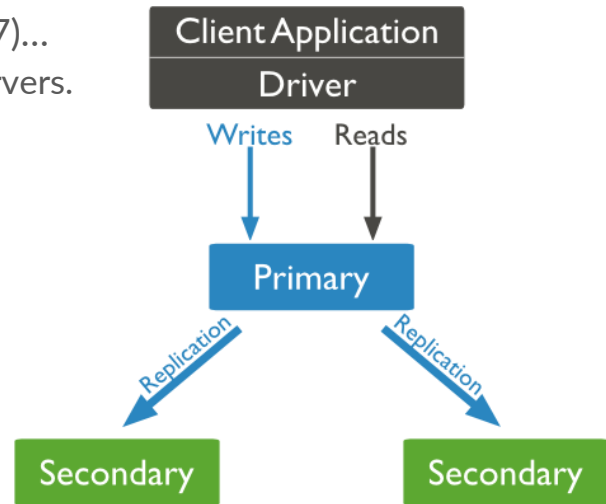 7)...
rvers.
Client Application
Driver
Writes Reads
Primary
Replication Replication
Secondary Secondary